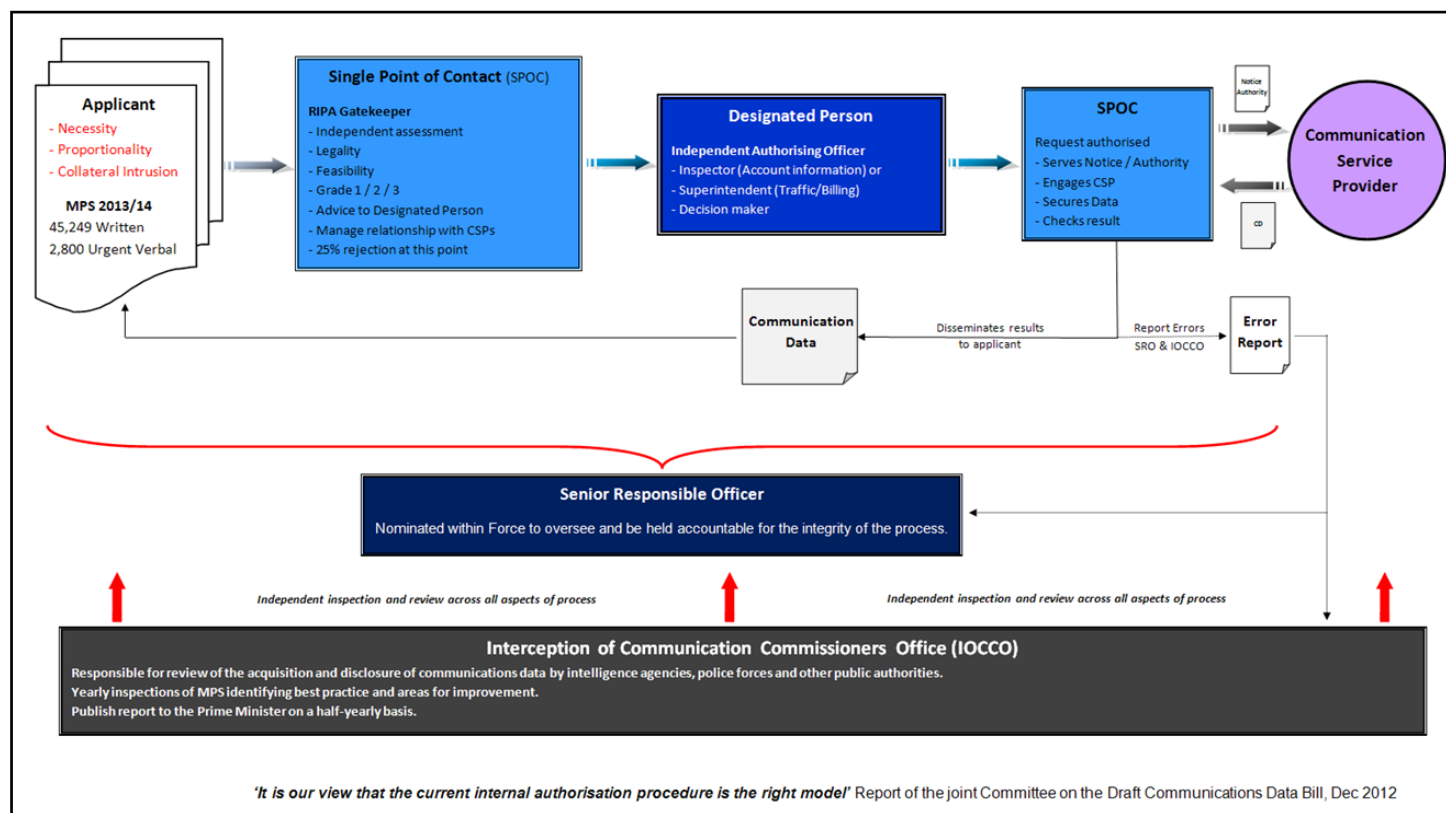 Applicant
- Necessity
- Proportionality
- Collateral Intrusion
MPS 2013/14
45,249 Written
2,800 Urgent Verbal
Single Point of Contact (SPOC)
RIPA Gatekeeper
- Independent assessment
- Legality
- Feasibility
- Grade 1 / 2 / 3
- Advice to Designated Person
- Manage relationship with CSPs
- 25% rejection at this point
Designated Person
Independent Authorising Officer
- Inspector (Account information) or
- Superintendent (Traffic/Billing)
- Decision maker
SPOC
Request authorised
- Serves Notice / Authority
- Engages CSP
- Secures Data
- Checks result
Notice
Authority
CD
Communication
Service
Provider
Communication
Data
Disseminates results
to applicant
Report Errors
SRO & IOCCO
Error
Report
Senior Responsible Officer
Nominated within Force to oversee and be held accountable for the integrity of the process.
Independent inspection and review across all aspects of process
Independent inspection and review across all aspects of process
Interception of Communication Commissioners Office (IOCCO)
Responsible for review of the acquisition and disclosure of communications data by intelligence agencies, police forces and other public authorities.
Yearly inspections of MPS identifying best practice and areas for improvement.
Publish report to the Prime Minister on a half-yearly basis.
'It is our view that the current internal authorisation procedure is the right model' Report of the joint Committee on the Draft Communications Data Bill, Dec 2012